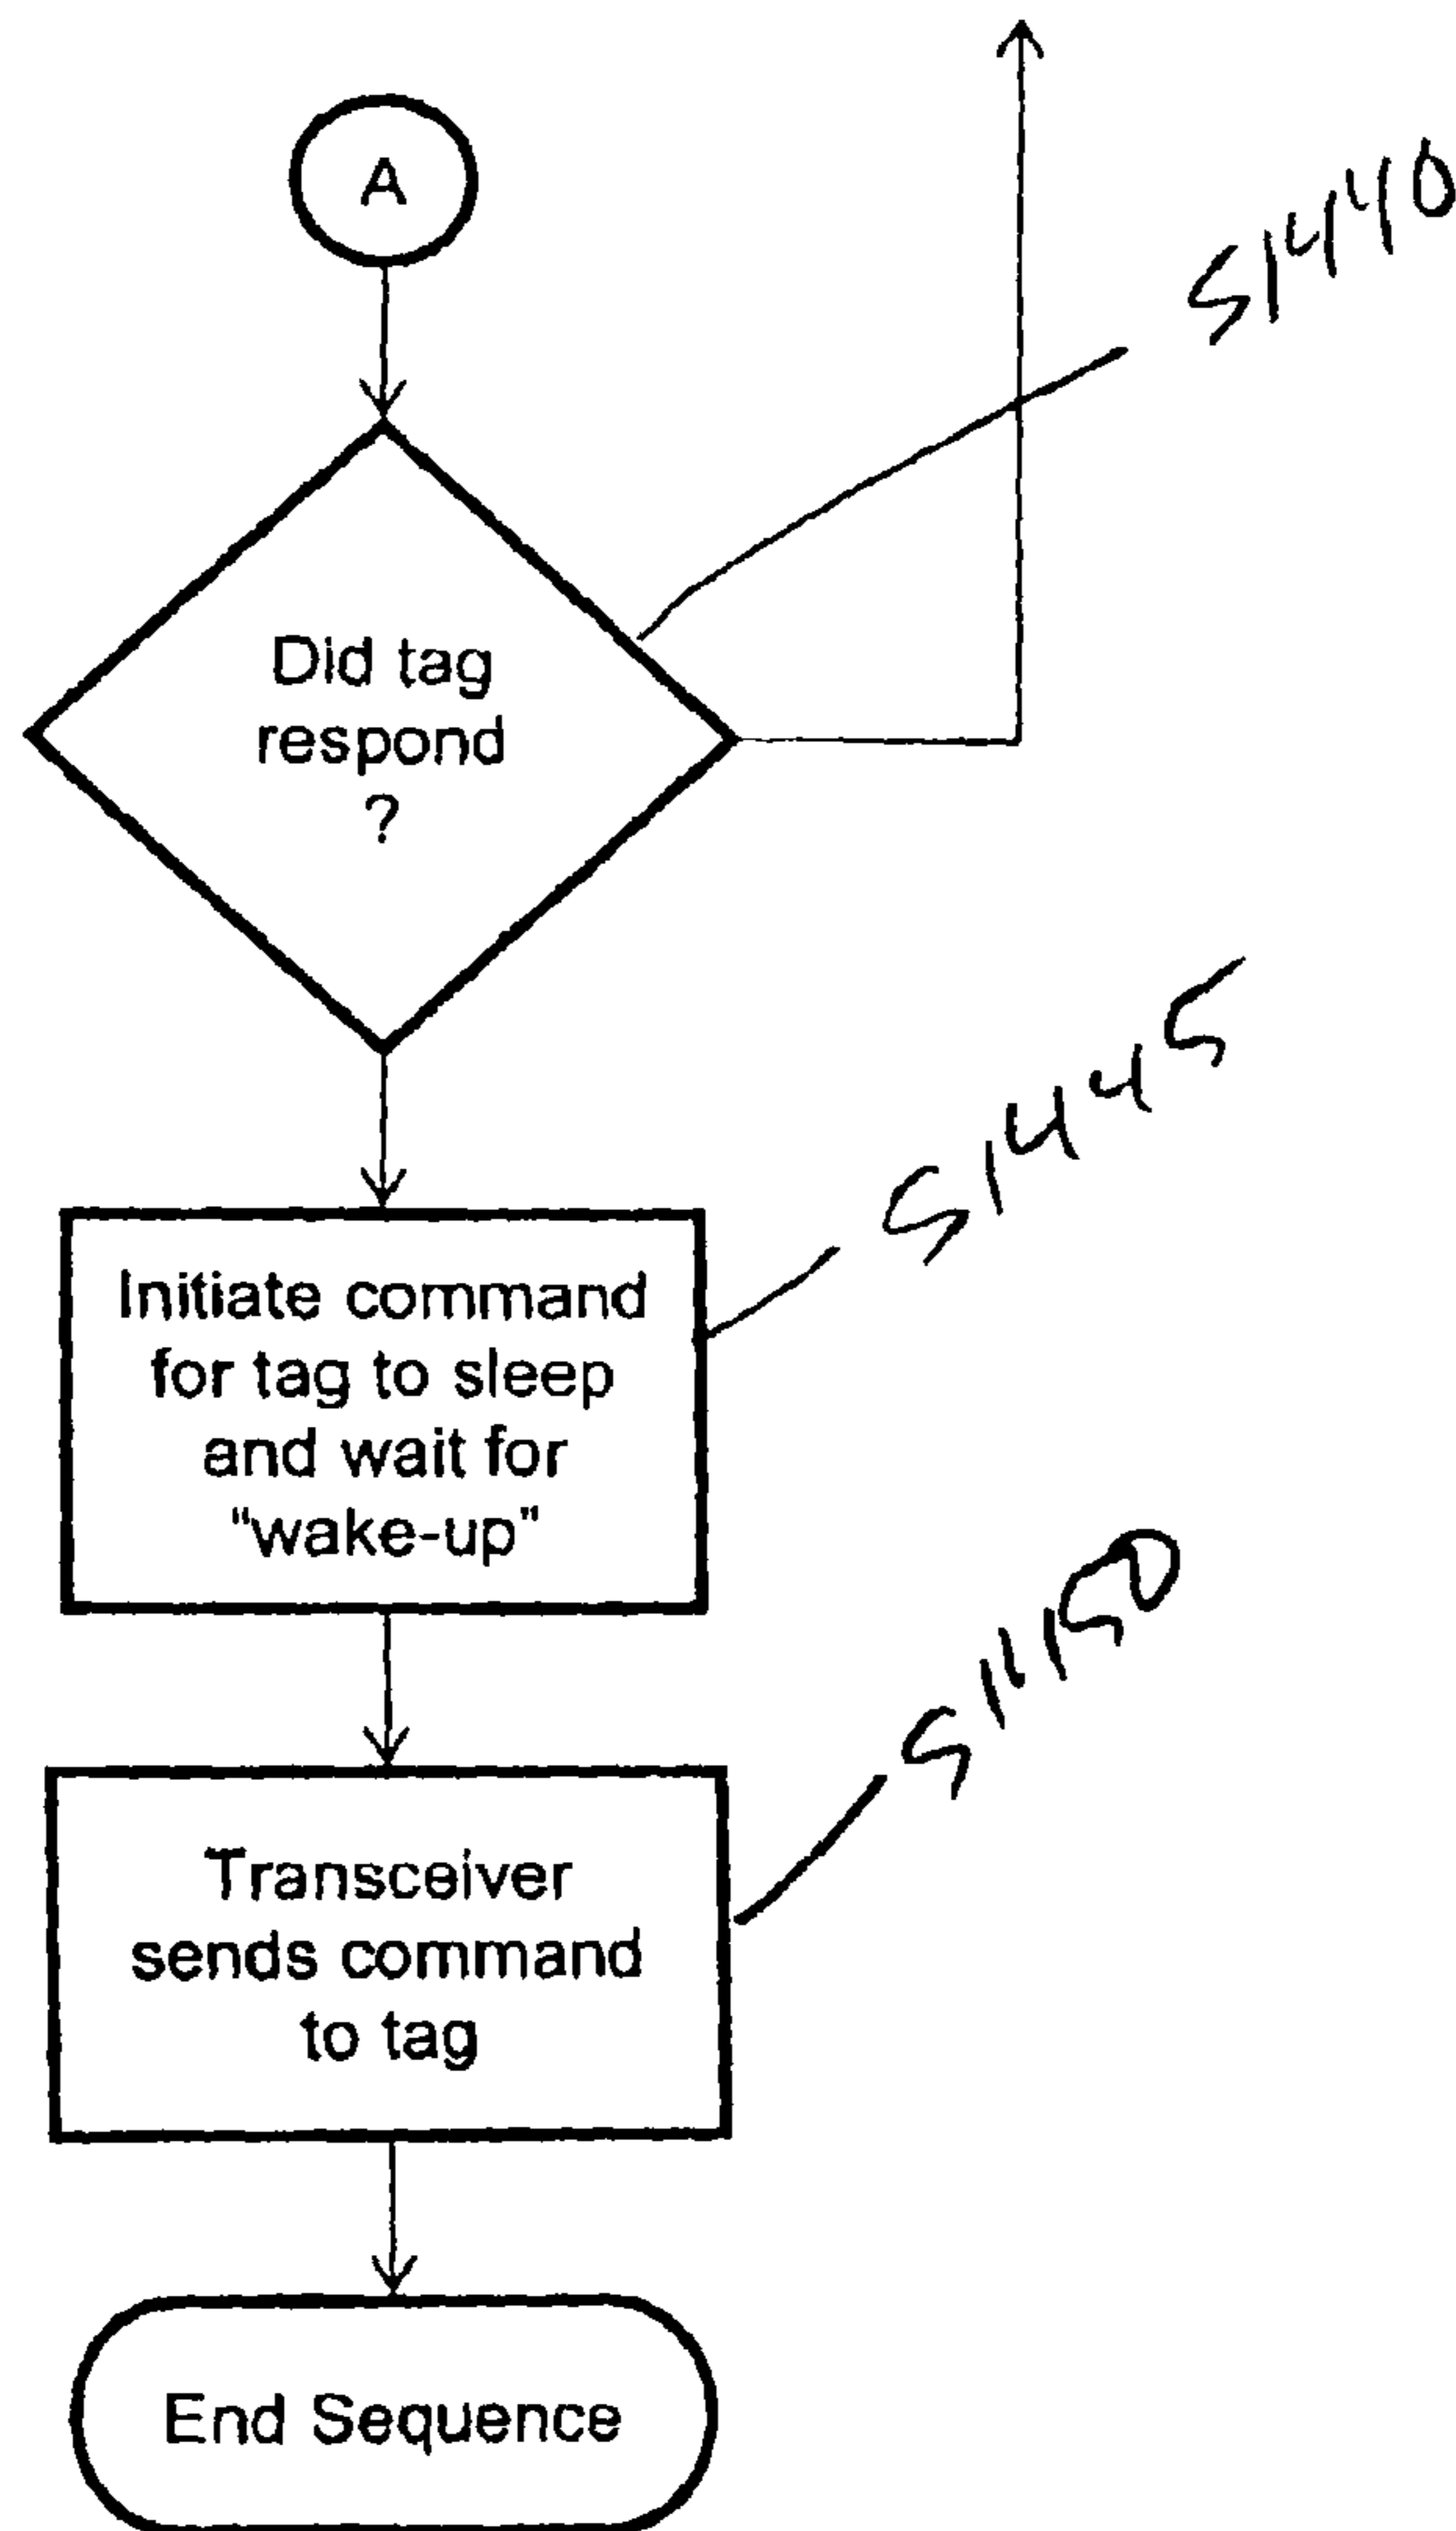 A
S1440
Did tag
respond
?
S1445
Initiate command
for tag to sleep
and wait for
"wake-up"
Transceiver
sends command
to tag
End Sequence